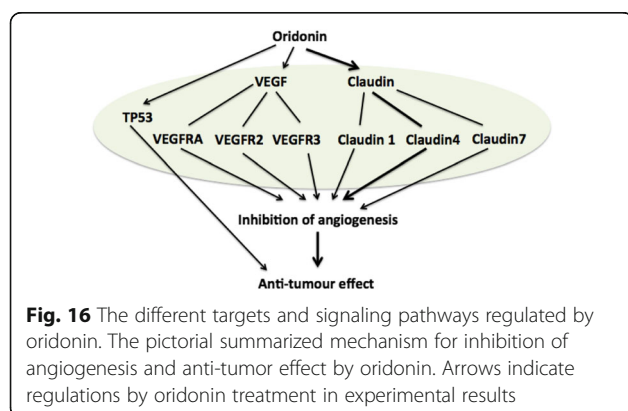 Oridonin
VEGF Claudin
TP53
VEGFRA VEGFR2 VEGFR3 Claudin 1 Claudin4 Claudin7
Inhibition of angiogenesis
Anti-tumour effect
Fig. 16 The different targets and signaling pathways regulated by
oridonin. The pictorial summarized mechanism for inhibition of
angiogenesis and anti-tumor effect by oridonin. Arrows indicate
regulations by oridonin treatment in experimental results